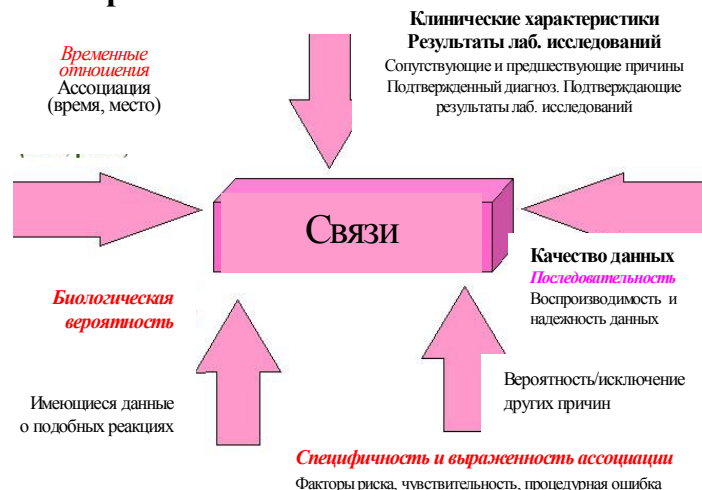 Клинические характеристики
Результаты лаб. исследований
Сопутствующие и предшествующие причины
Подтвержденный диагноз. Подтверждающие
результаты лаб. исследований
Временные
отношения
Ассоциация
(время, место)
Связи
Качество данных
Последовательность
Воспроизводимость и
надежность данных
Биологическая
вероятность
Имеющиеся данные
о подобных реакциях
Вероятность/исключение
других причин
Специфичность и выраженность ассоциации
Факторы риска, чувствительность, процедурная ошибка